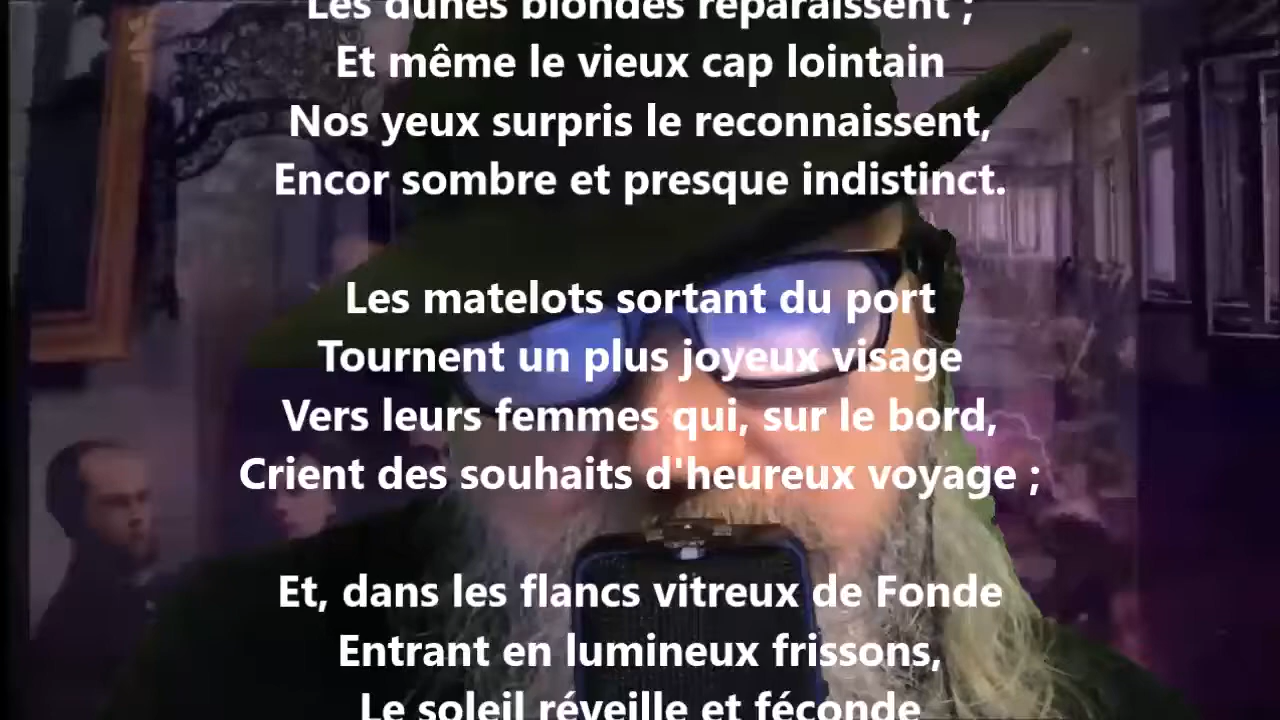 Les dunes blondes reparaissent ;
Et même le vieux cap lointain
Nos yeux surpris le reconnaissent,
Encor sombre et presque indistinct.
Les matelots sortant du port
Tournent un plus joyeux visage
Vers leurs femmes qui, sur le bord,
Crient des souhaits d'heureux voyage ;
Et, dans les flancs vitreux de Fonde
Entrant en lumineux frissons,
Le soleil réveille et féconde